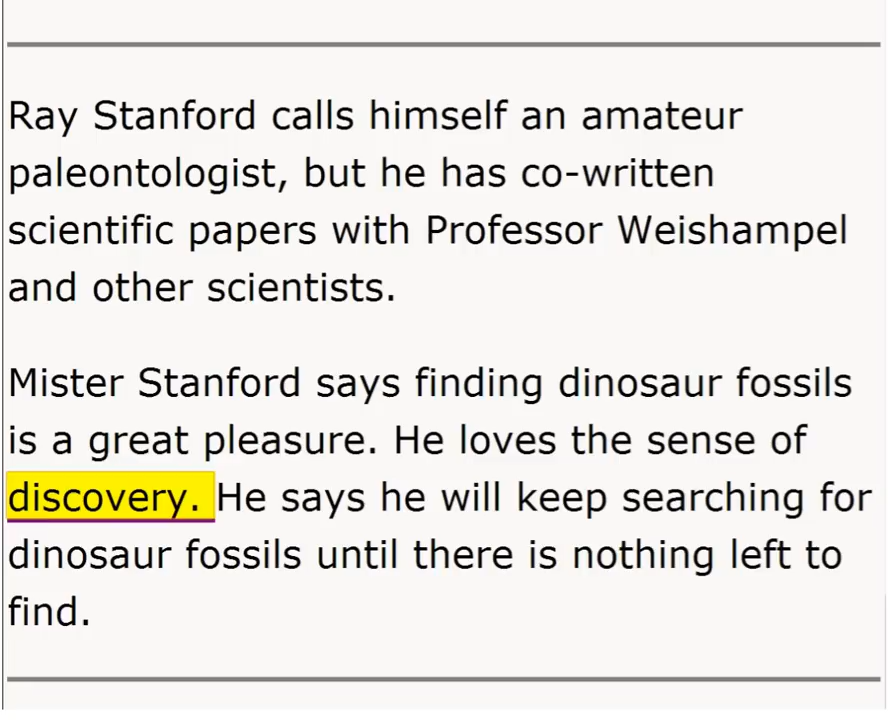 Ray Stanford calls himself an amateur
paleontologist, but he has co-written
scientific papers with Professor Weishampel
and other scientists.
Mister Stanford says finding dinosaur fossils
is a great pleasure. He loves the sense of
discovery. He says he will keep searching for
dinosaur fossils until there is nothing left to
find.